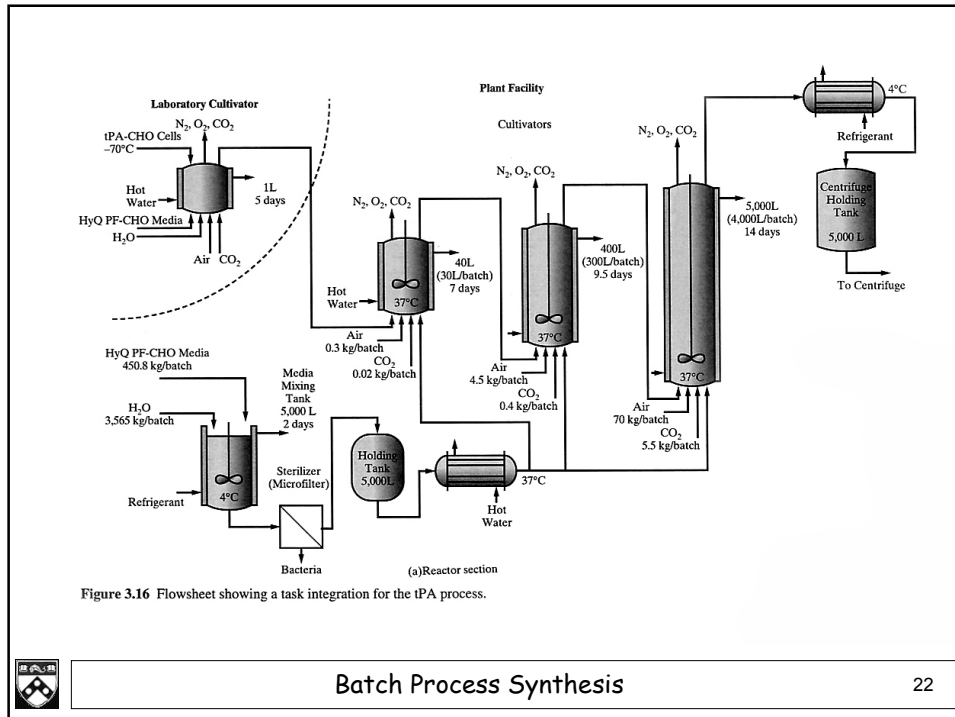 Laboratory Cultivator
N₂, O₂, CO₂
tPA-CHO Cells
–70°C
1L
5 days
Hot
Water
HyQ PF-CHO Media
H₂O
Air
CO₂
Plant Facility
Cultivators
N₂, O₂, CO₂
40L
(30L/batch)
7 days
Hot
Water
37°C
Air
0.3 kg/batch
CO₂
0.02 kg/batch
N₂, O₂, CO₂
400L
(300L/batch)
9.5 days
37°C
Air
4.5 kg/batch
CO₂
0.4 kg/batch
N₂, O₂, CO₂
5,000L
(4,000L/batch)
14 days
37°C
Air
70 kg/batch
CO₂
5.5 kg/batch
4°C
Refrigerant
Centrifuge
Holding
Tank
5,000 L
To Centrifuge
HyQ PF-CHO Media
450.8 kg/batch
H₂O
3,565 kg/batch
Media
Mixing
Tank
5,000 L
2 days
Refrigerant
4°C
Sterilizer
(Microfilter)
Bacteria
Holding
Tank
5,000L
37°C
Hot
Water
(a)Reactor section
Figure 3.16 Flowsheet showing a task integration for the tPA process.
Batch Process Synthesis
22